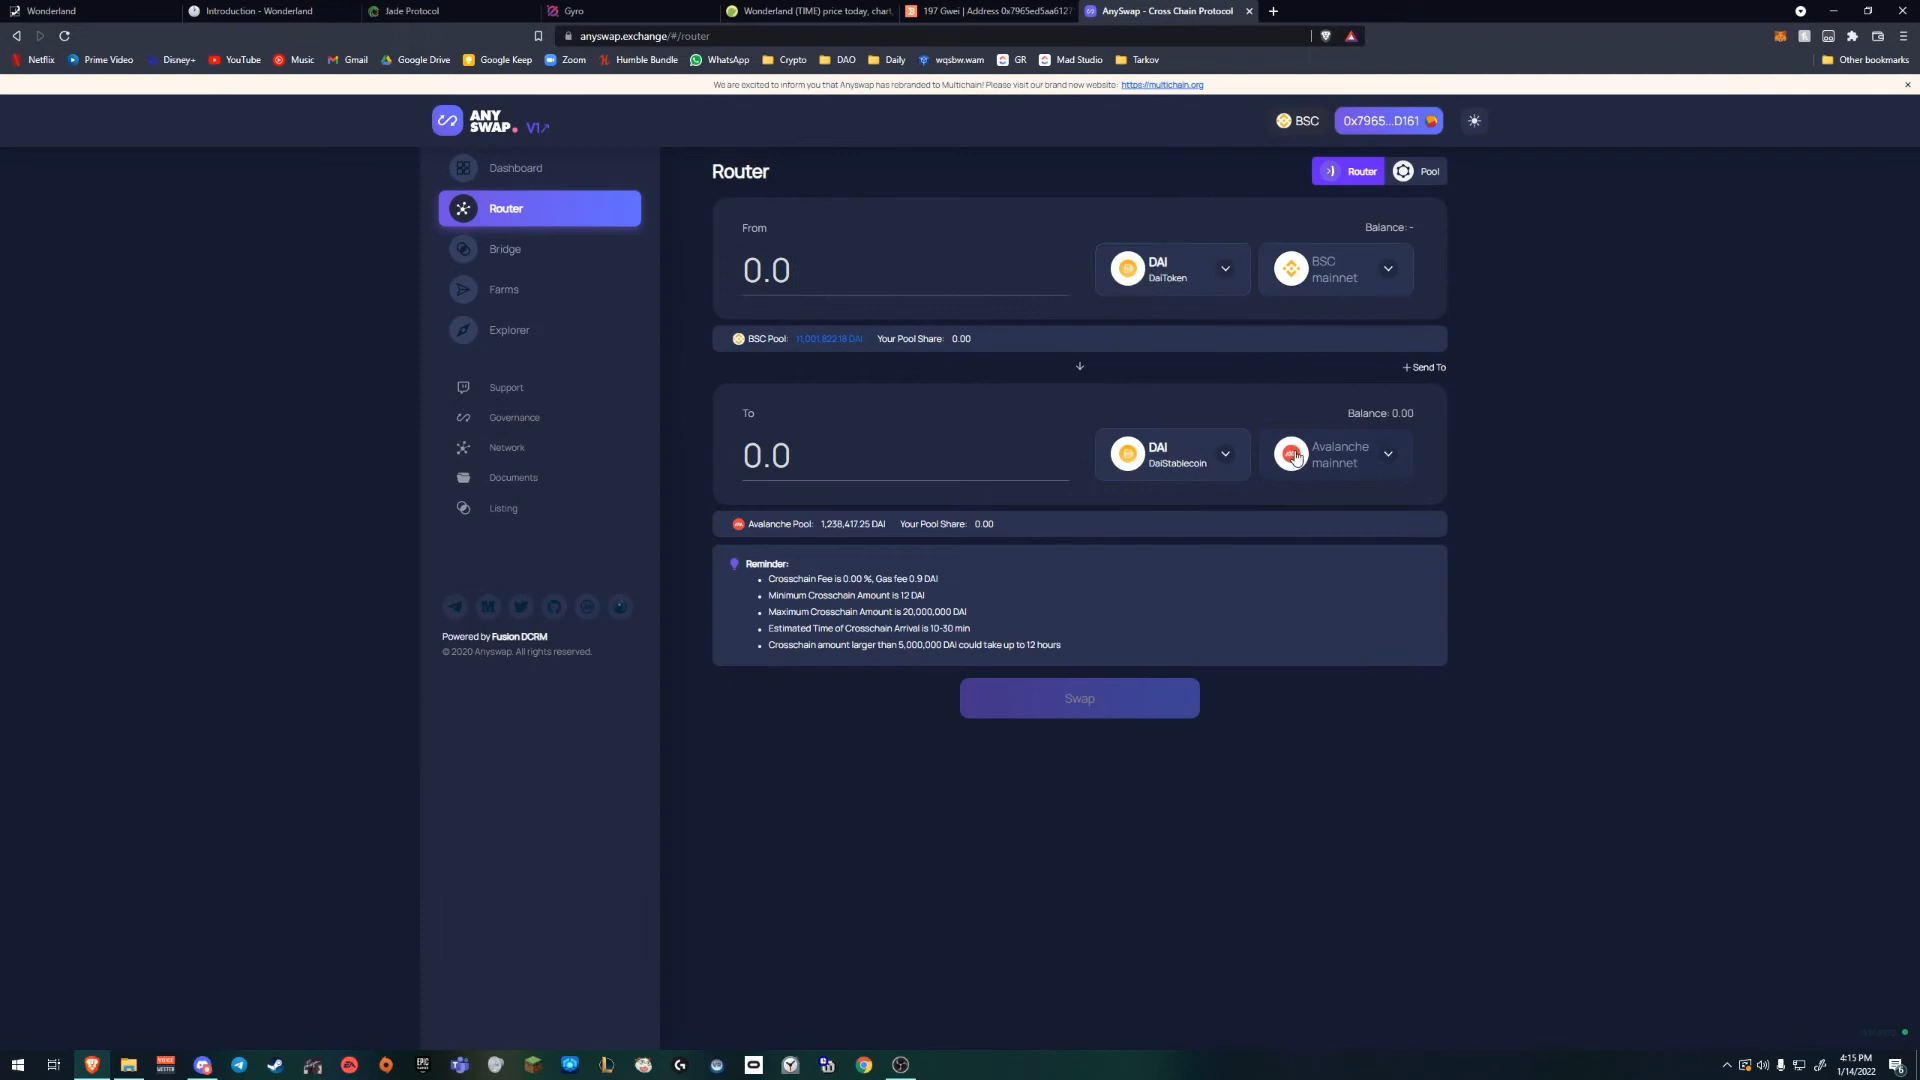 Wonderland
Introduction - Wonderland
Jade Protocol
Gyro
Wonderland (TIME) price today, chart,
197 Gwei | Address 0x7965ed5aa6127
AnySwap - Cross Chain Protocol
anyswap.exchange/#/router
Netflix
Prime Video
Disney+
YouTube
Music
Gmail
Google Drive
Google Keep
Zoom
Humble Bundle
WhatsApp
Crypto
DAO
Daily
wqsbw.wam
GR
Mad Studio
Tarkov
Other bookmarks
We are excited to inform you that Anyswap has rebranded to Multichain! Please visit our brand new website: https://multichain.org
ANY
SWAP. V1↗
BSC
0x7965...D161
Dashboard
Router
Bridge
Farms
Explorer
Support
Governance
Network
Documents
Listing
Powered by Fusion DCRM
© 2020 Anyswap. All rights reserved.
Router
Router
Pool
From
Balance: -
0.0
DAI
DaiToken
BSC
mainnet
BSC Pool: 11,001,822.18 DAI Your Pool Share: 0.00
+ Send To
To
Balance: 0.00
0.0
DAI
DaiStablecoin
Avalanche
mainnet
Avalanche Pool: 1,238,417.25 DAI Your Pool Share: 0.00
Reminder:
• Crosschain Fee is 0.00 %, Gas fee 0.9 DAI
• Minimum Crosschain Amount is 12 DAI
• Maximum Crosschain Amount is 20,000,000 DAI
• Estimated Time of Crosschain Arrival is 10-30 min
• Crosschain amount larger than 5,000,000 DAI could take up to 12 hours
Swap
4:15 PM
1/14/2022